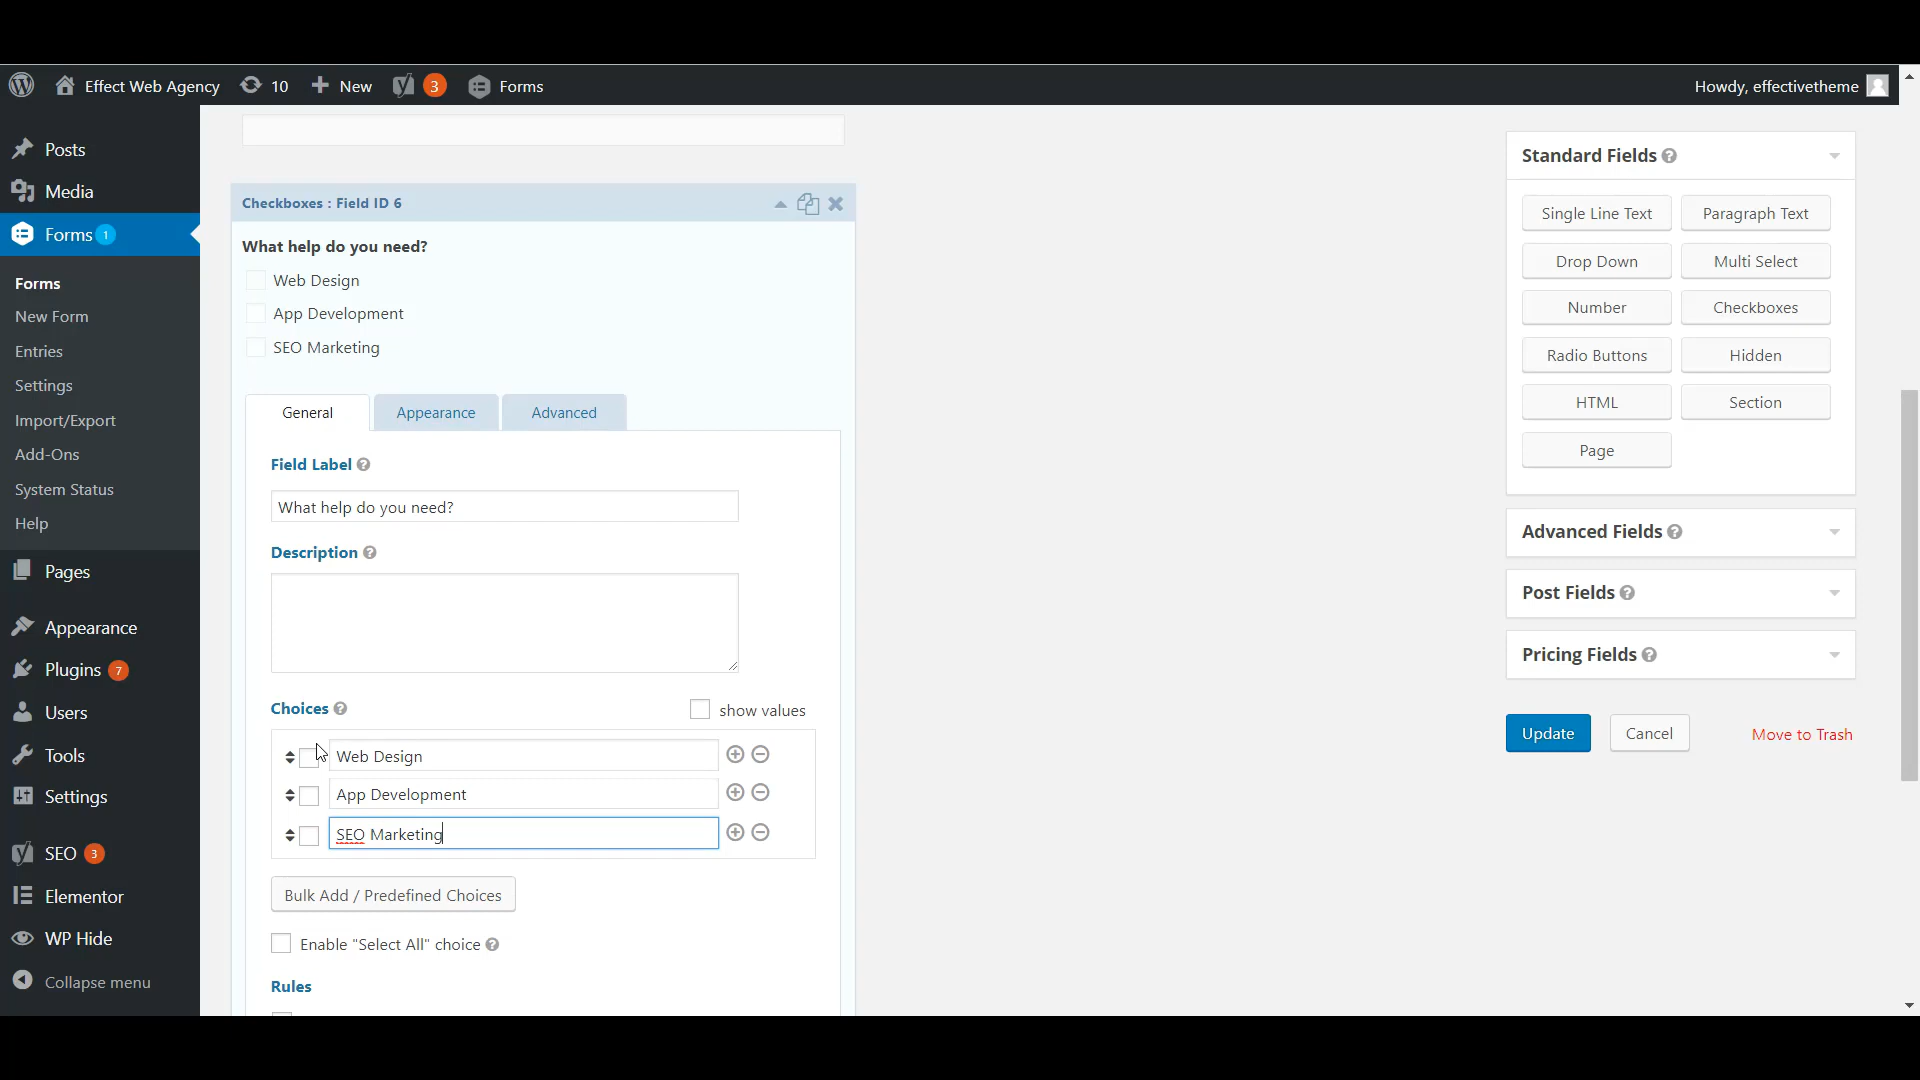 Effect Web Agency 10 New 3 Forms Howdy, effectivetheme
Posts
Media
Forms 1
Forms
New Form
Entries
Settings
Import/Export
Add-Ons
System Status
Help
Pages
Appearance
Plugins 7
Users
Tools
Settings
SEO 3
Elementor
WP Hide
Collapse menu
Checkboxes : Field ID 6
What help do you need?
Web Design
App Development
SEO Marketing
General Appearance Advanced
Field Label
What help do you need?
Description
Choices show values
Web Design
App Development
SEO Marketing
Bulk Add / Predefined Choices
Enable "Select All" choice
Rules
Standard Fields
Single Line Text Paragraph Text
Drop Down Multi Select
Number Checkboxes
Radio Buttons Hidden
HTML Section
Page
Advanced Fields
Post Fields
Pricing Fields
Update Cancel Move to Trash